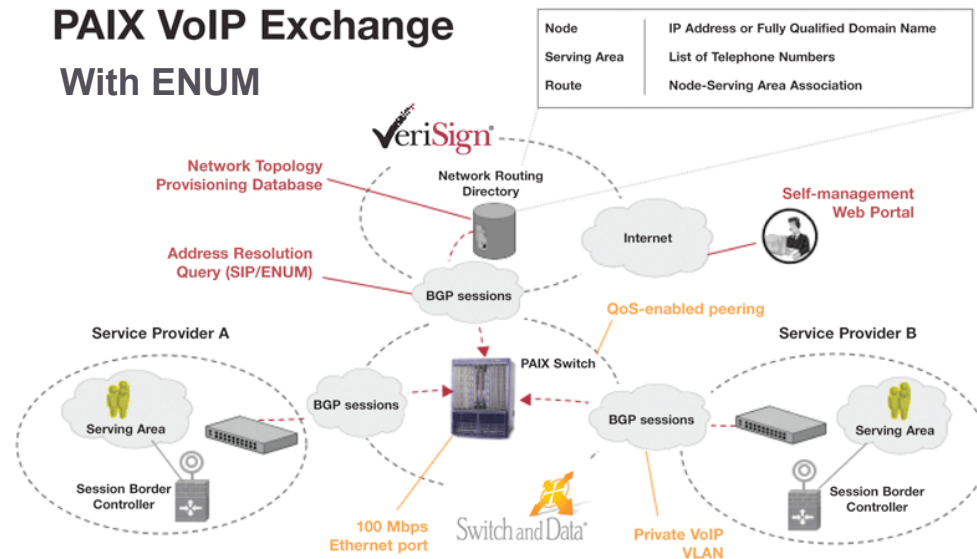 PAIX VoIP Exchange
With ENUM
Node IP Address or Fully Qualified Domain Name
Serving Area List of Telephone Numbers
Route Node-Serving Area Association
VeriSign®
Network Topology
Provisioning Database
Network Routing
Directory
Self-management
Web Portal
Internet
Address Resolution
Query (SIP/ENUM)
BGP sessions
QoS-enabled peering
Service Provider A
Service Provider B
PAIX Switch
BGP sessions
BGP sessions
Serving Area
Serving Area
Session Border
Controller
Session Border
Controller
100 Mbps
Ethernet port
Switch and Data®
Private VoIP
VLAN